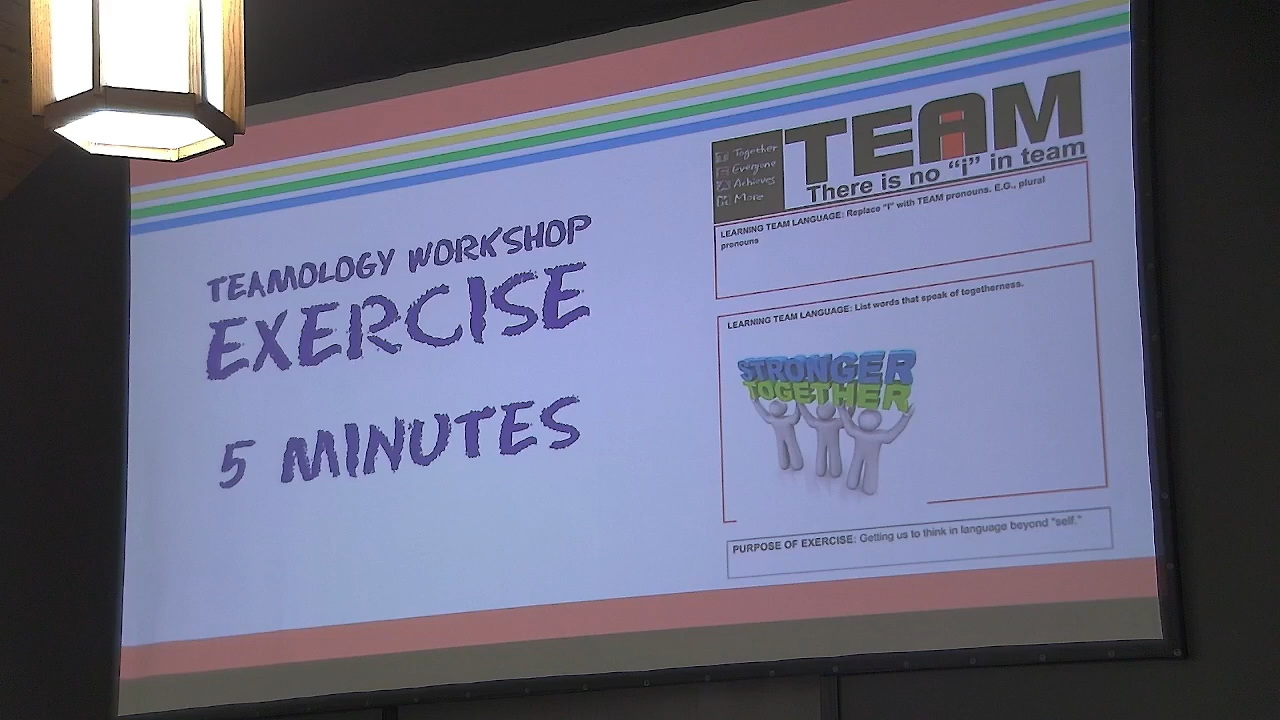 TEAMOLOGY WORKSHOP
EXERCISE
5 MINUTES
Together
Everyone
Achieves
More
TEAM
There is no “i” in team
LEARNING TEAM LANGUAGE: Replace “I” with TEAM pronouns. E.G., plural
pronouns
LEARNING TEAM LANGUAGE: List words that speak of togetherness.
STRONGER
TOGETHER
PURPOSE OF EXERCISE: Getting us to think in language beyond “self.”